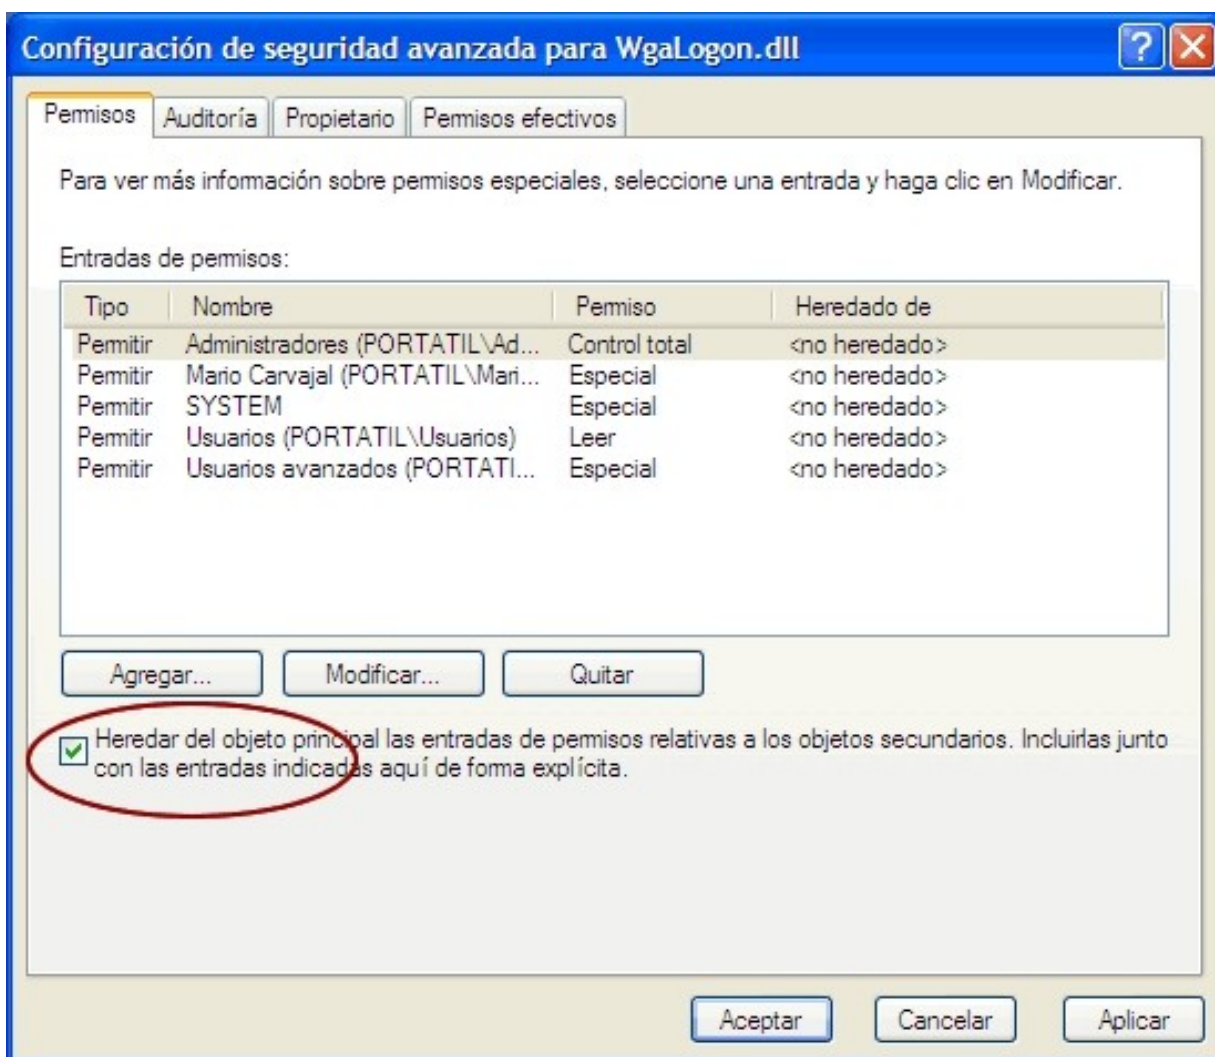 Configuración de seguridad avanzada para WgaLogon.dll
Permisos Auditoría Propietario Permisos efectivos
Para ver más información sobre permisos especiales, seleccione una entrada y haga clic en Modificar.
Entradas de permisos:
Tipo Nombre Permiso Heredado de
Permitir Administradores (PORTATIL\Ad... Control total <no heredado>
Permitir Mario Carvajal (PORTATIL\Mari... Especial <no heredado>
Permitir SYSTEM Especial <no heredado>
Permitir Usuarios (PORTATIL\Usuarios) Leer <no heredado>
Permitir Usuarios avanzados (PORTATI... Especial <no heredado>
Agregar... Modificar... Quitar
Heredar del objeto principal las entradas de permisos relativas a los objetos secundarios. Incluirlas junto
con las entradas indicadas aquí de forma explícita.
Aceptar Cancelar Aplicar